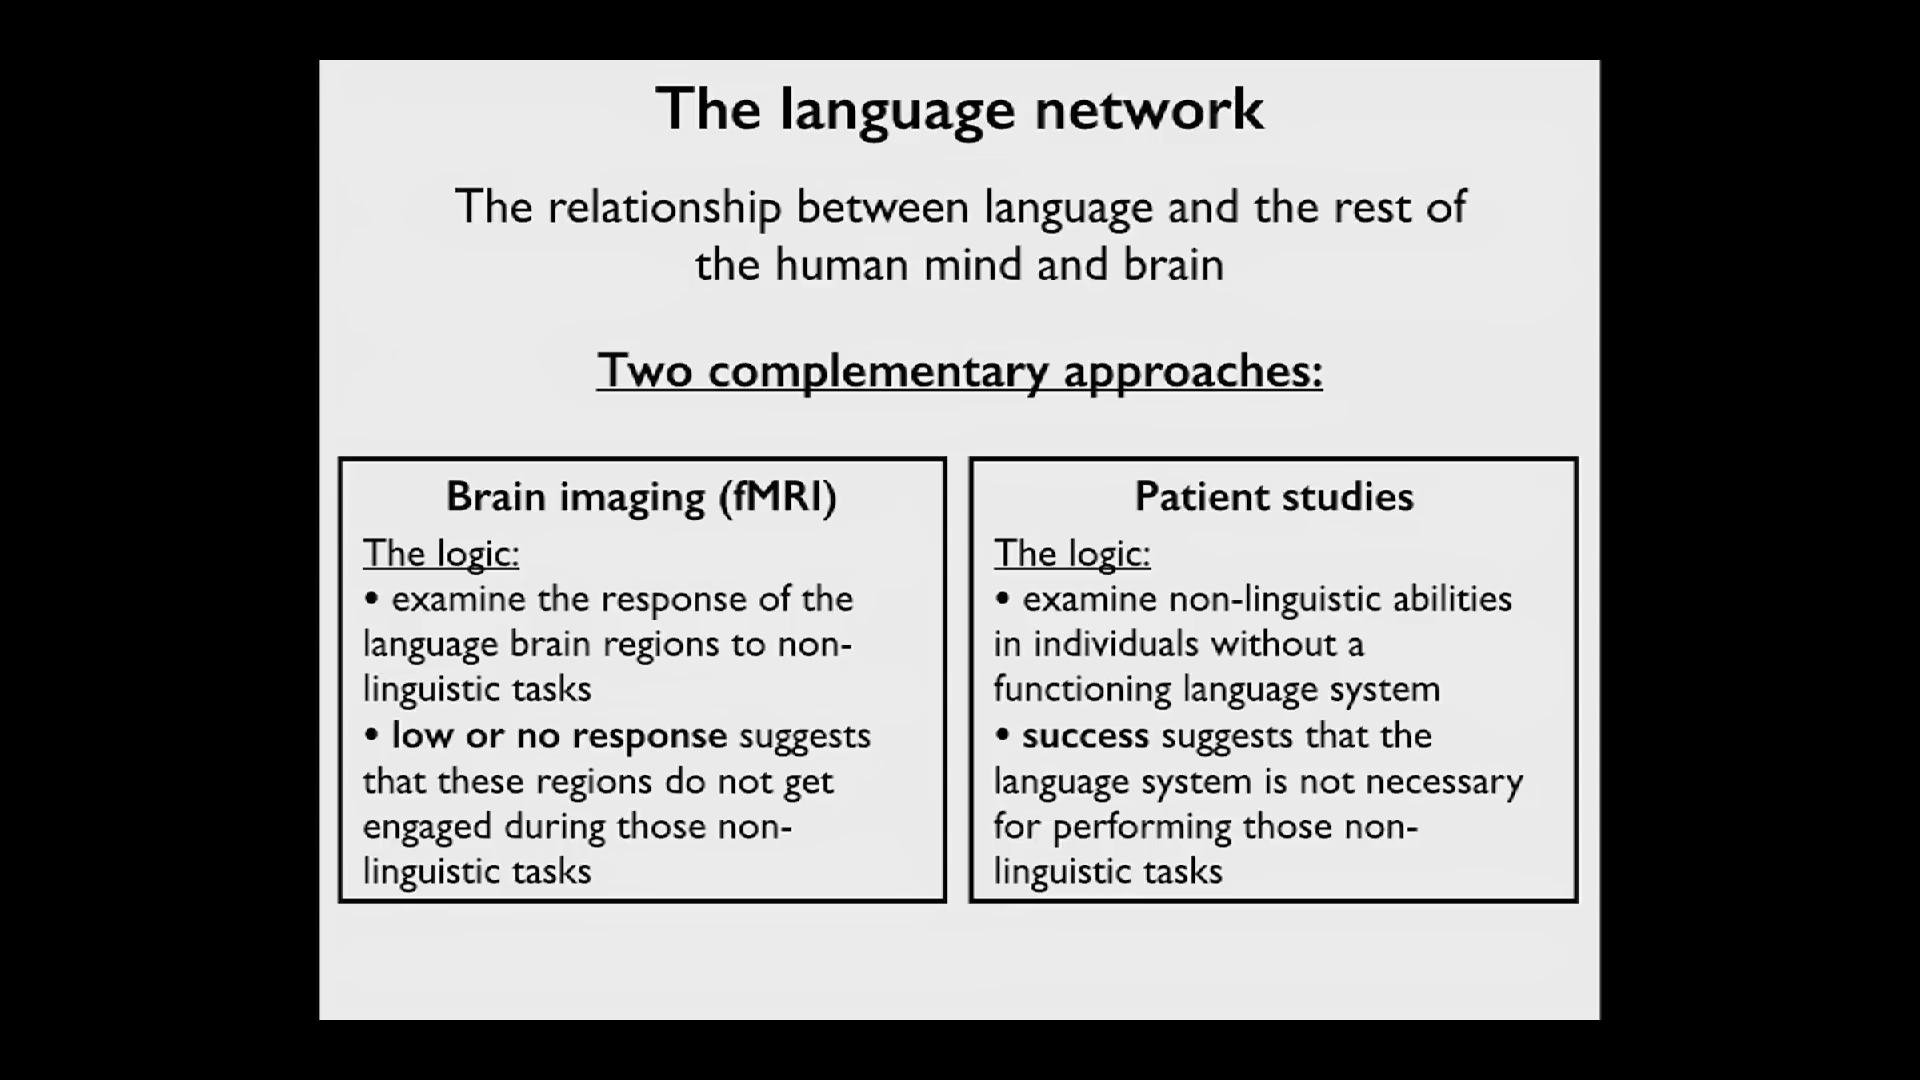 The language network
The relationship between language and the rest of
the human mind and brain
Two complementary approaches:
Brain imaging (fMRI)
The logic:
• examine the response of the
language brain regions to non-
linguistic tasks
• low or no response suggests
that these regions do not get
engaged during those non-
linguistic tasks
Patient studies
The logic:
• examine non-linguistic abilities
in individuals without a
functioning language system
• success suggests that the
language system is not necessary
for performing those non-
linguistic tasks